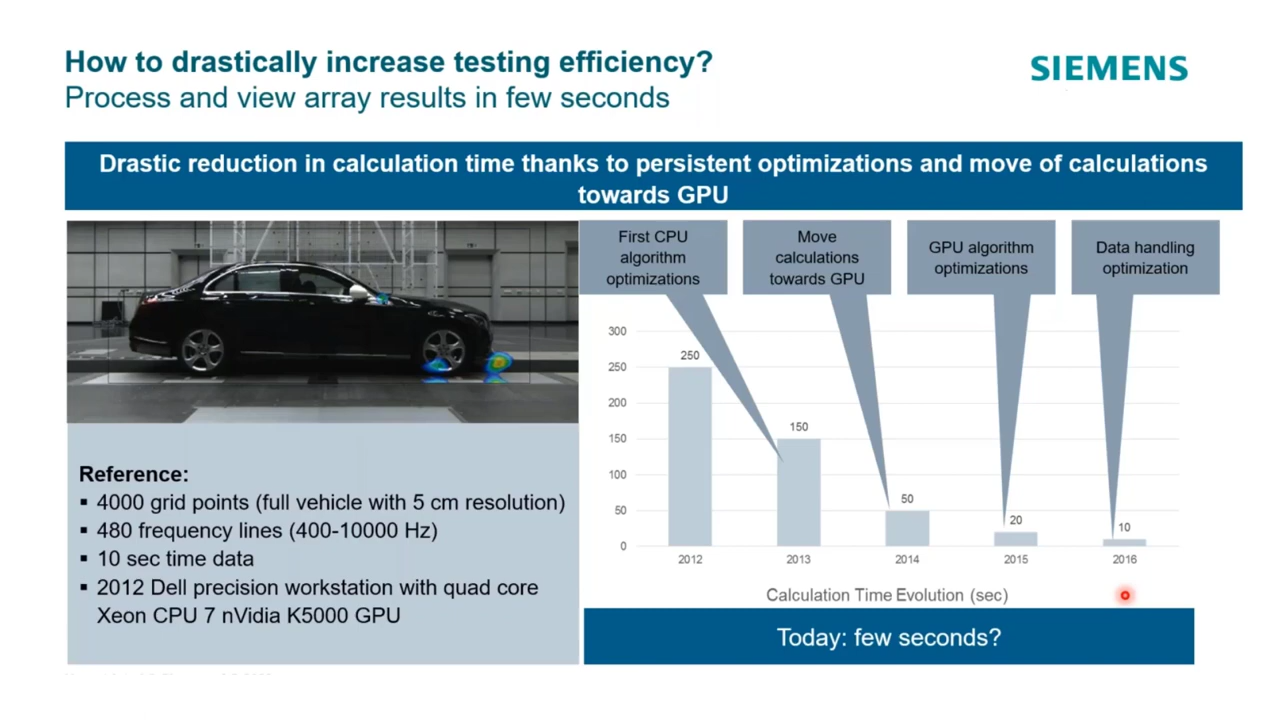 How to drastically increase testing efficiency?
Process and view array results in few seconds
SIEMENS
Drastic reduction in calculation time thanks to persistent optimizations and move of calculations
towards GPU
First CPU
algorithm
optimizations
Move
calculations
towards GPU
GPU algorithm
optimizations
Data handling
optimization
Reference:
▪ 4000 grid points (full vehicle with 5 cm resolution)
▪ 480 frequency lines (400-10000 Hz)
▪ 10 sec time data
▪ 2012 Dell precision workstation with quad core
Xeon CPU 7 nVidia K5000 GPU
300
250
200
150
100
50
0
250
150
50
20
10
2012
2013
2014
2015
2016
Calculation Time Evolution (sec)
Today: few seconds?